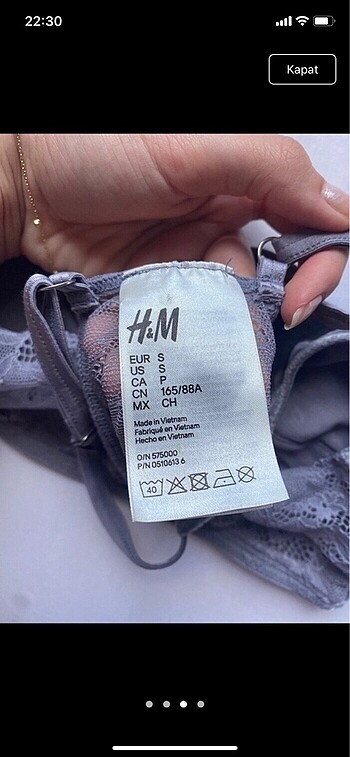 22:30
Kapat
H&M
EUR S
US S
CA P
CN 165/88A
MX CH
Made in Vietnam
Fabriqué en Vietnam
Hecho en Vietnam
O/N 575000
P/N 0510613 6
40